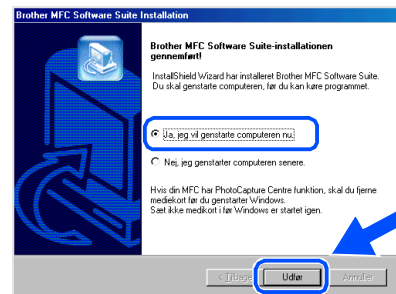 Brother MFC Software Suite Installation
Brother MFC Software Suite-installationen
gennemført!
InstallShield Wizard har installeret Brother MFC Software Suite.
Du skal genstarte computeren, før du kan køre programmet.
Ja, jeg vil genstarte computeren nu.
Nej, jeg genstarter computeren senere.
Hvis din MFC har PhotoCapture Centre funktion, skal du fjerne
mediekort før du genstarter Windows.
Sæt ikke medikort i før Windows er startet igen.
< Tilbage Udfør Annuller